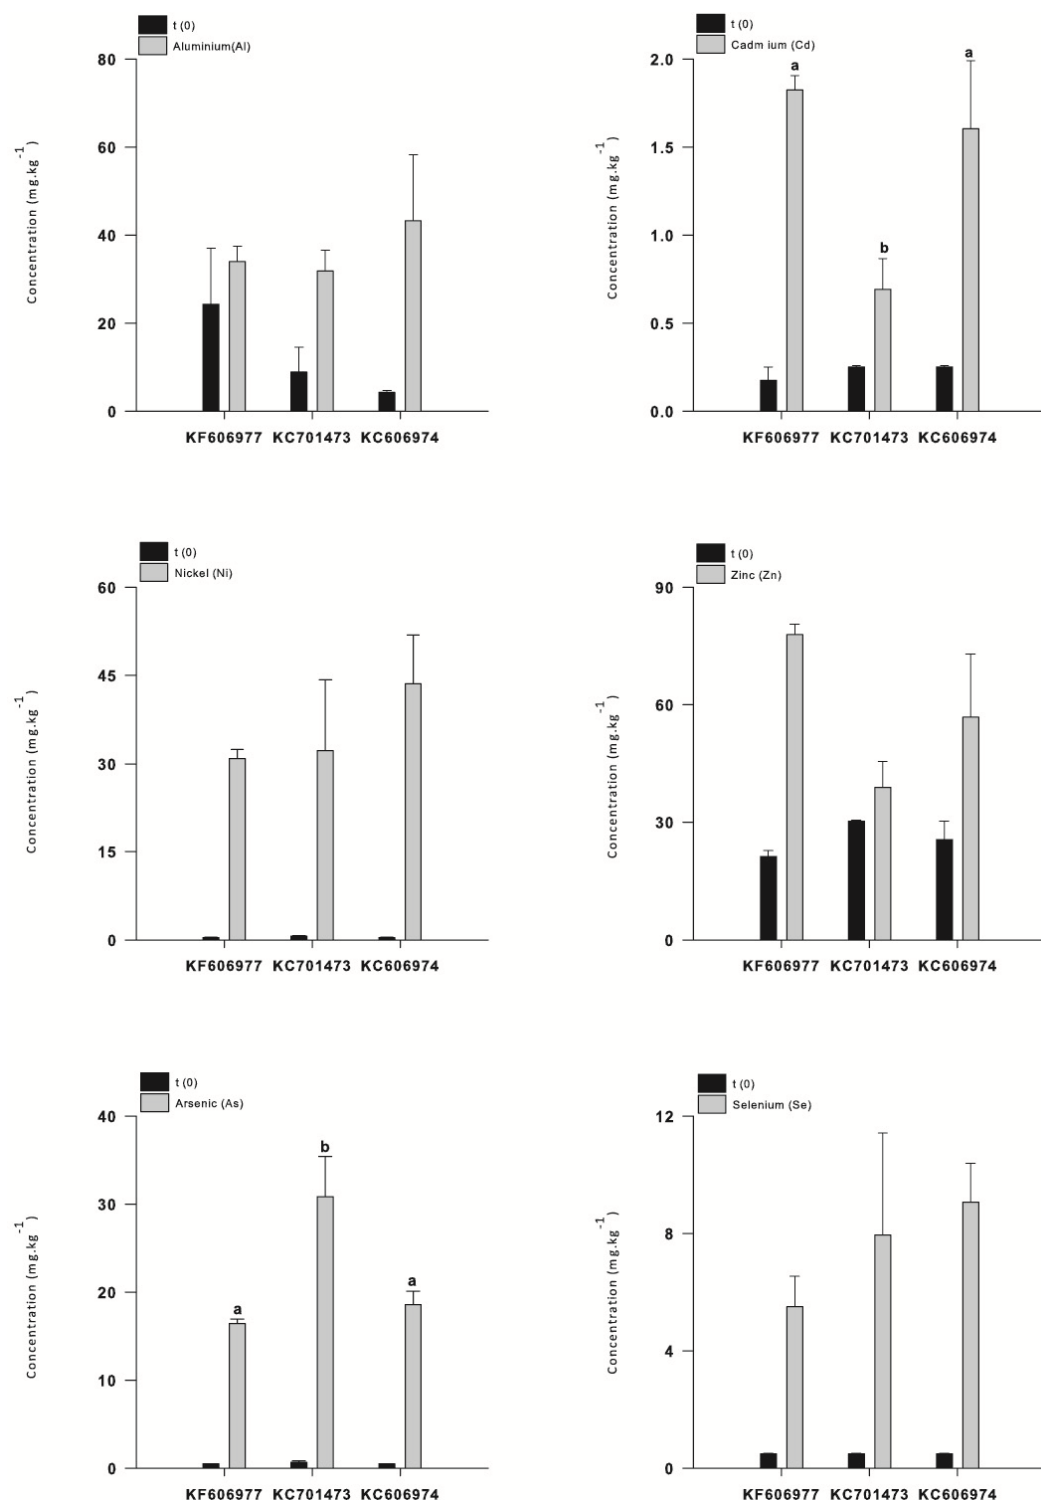 t (0)
Aluminium(Al)
80
60
40
20
0
Concentration (mg.kg-1)
KF606977 KC701473 KC606974
t (0)
Cadm ium (Cd)
2.0
1.5
1.0
0.5
0.0
Concentration (mg.kg-1)
a
b
a
KF606977 KC701473 KC606974
t (0)
Nickel (Ni)
60
45
30
15
0
Concentration (mg.kg-1)
KF606977 KC701473 KC606974
t (0)
Zinc (Zn)
90
60
30
0
Concentration (mg.kg-1)
KF606977 KC701473 KC606974
t (0)
Arsenic (As)
40
30
20
10
0
Concentration (mg.kg-1)
a
b
a
KF606977 KC701473 KC606974
t (0)
Selenium (Se)
12
8
4
0
Concentration (mg.kg-1)
KF606977 KC701473 KC606974